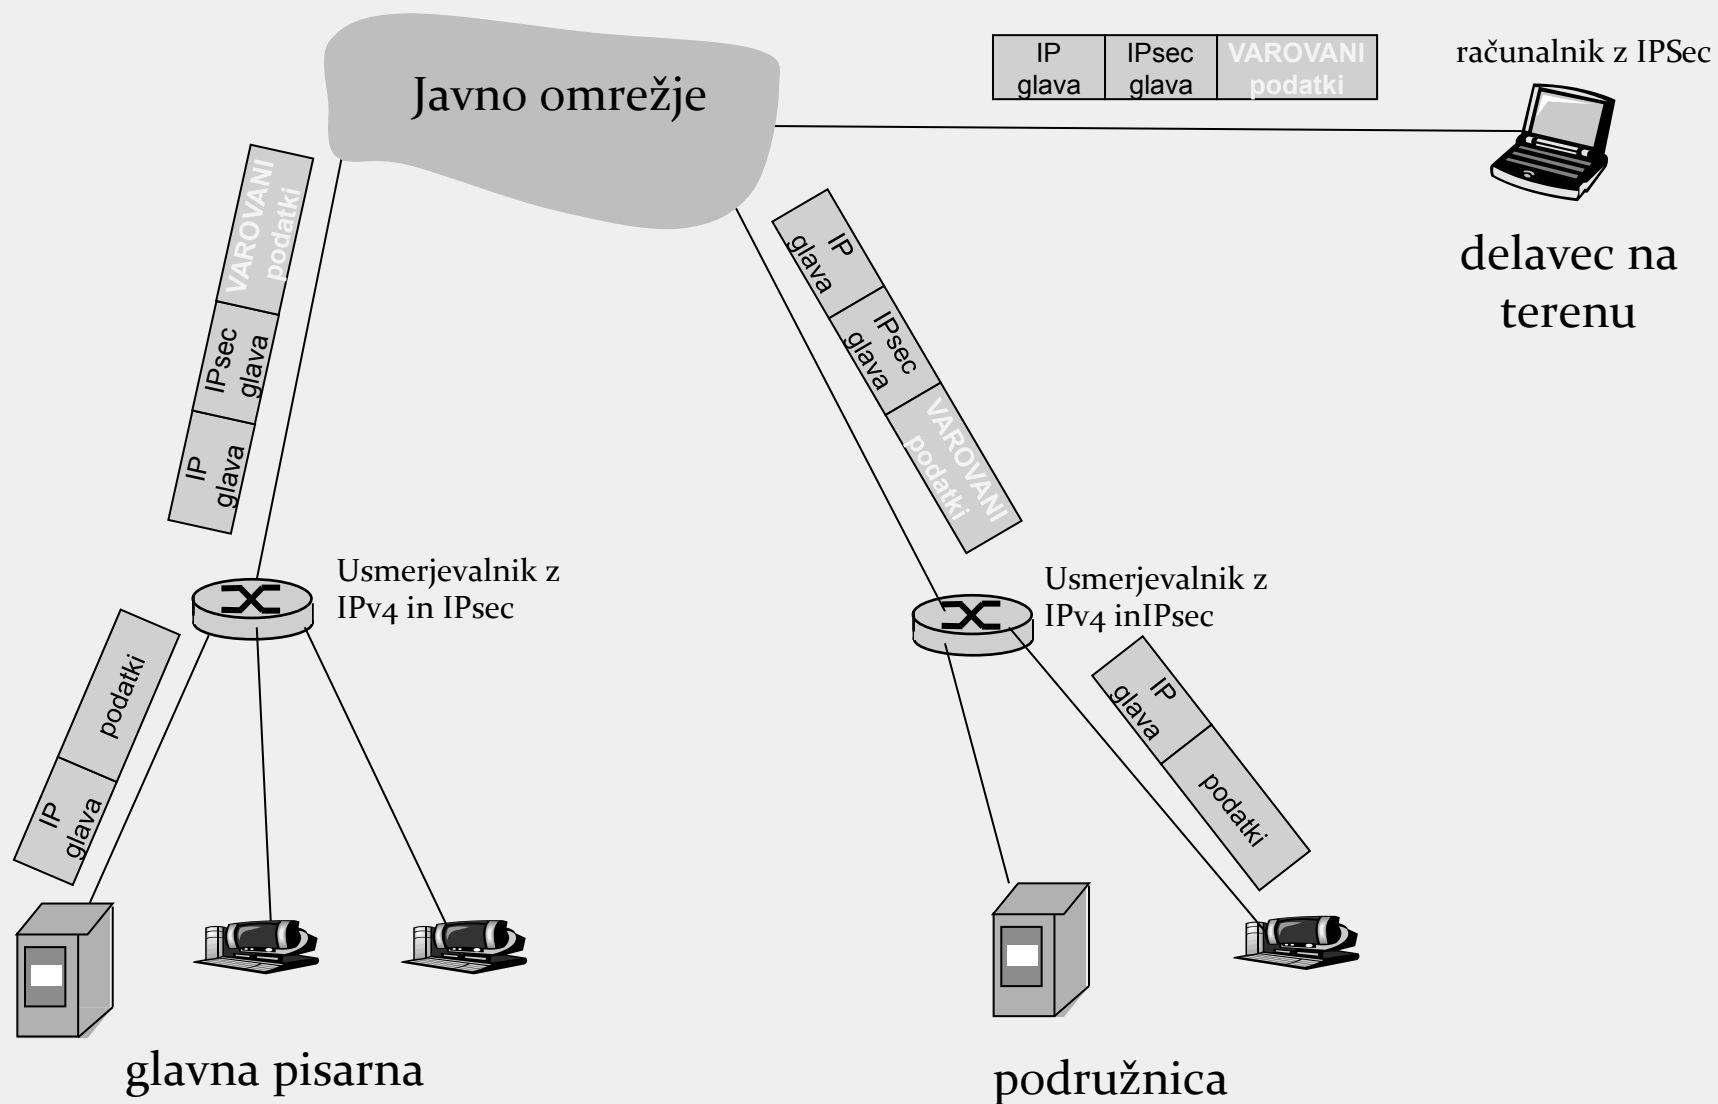 Javno omrežje
IP
glava
IPsec
glava
VAROVANI
podatki
računalnik z IPSec
delavec na
terenu
VAROVANI
podatki
IPsec
glava
IP
glava
IP
glava
IPsec
glava
VAROVANI
podatki
Usmerjevalnik z
IPv4 in IPsec
Usmerjevalnik z
IPv4 inIPsec
podatki
IP
glava
IP
glava
podatki
glavna pisarna
podružnica